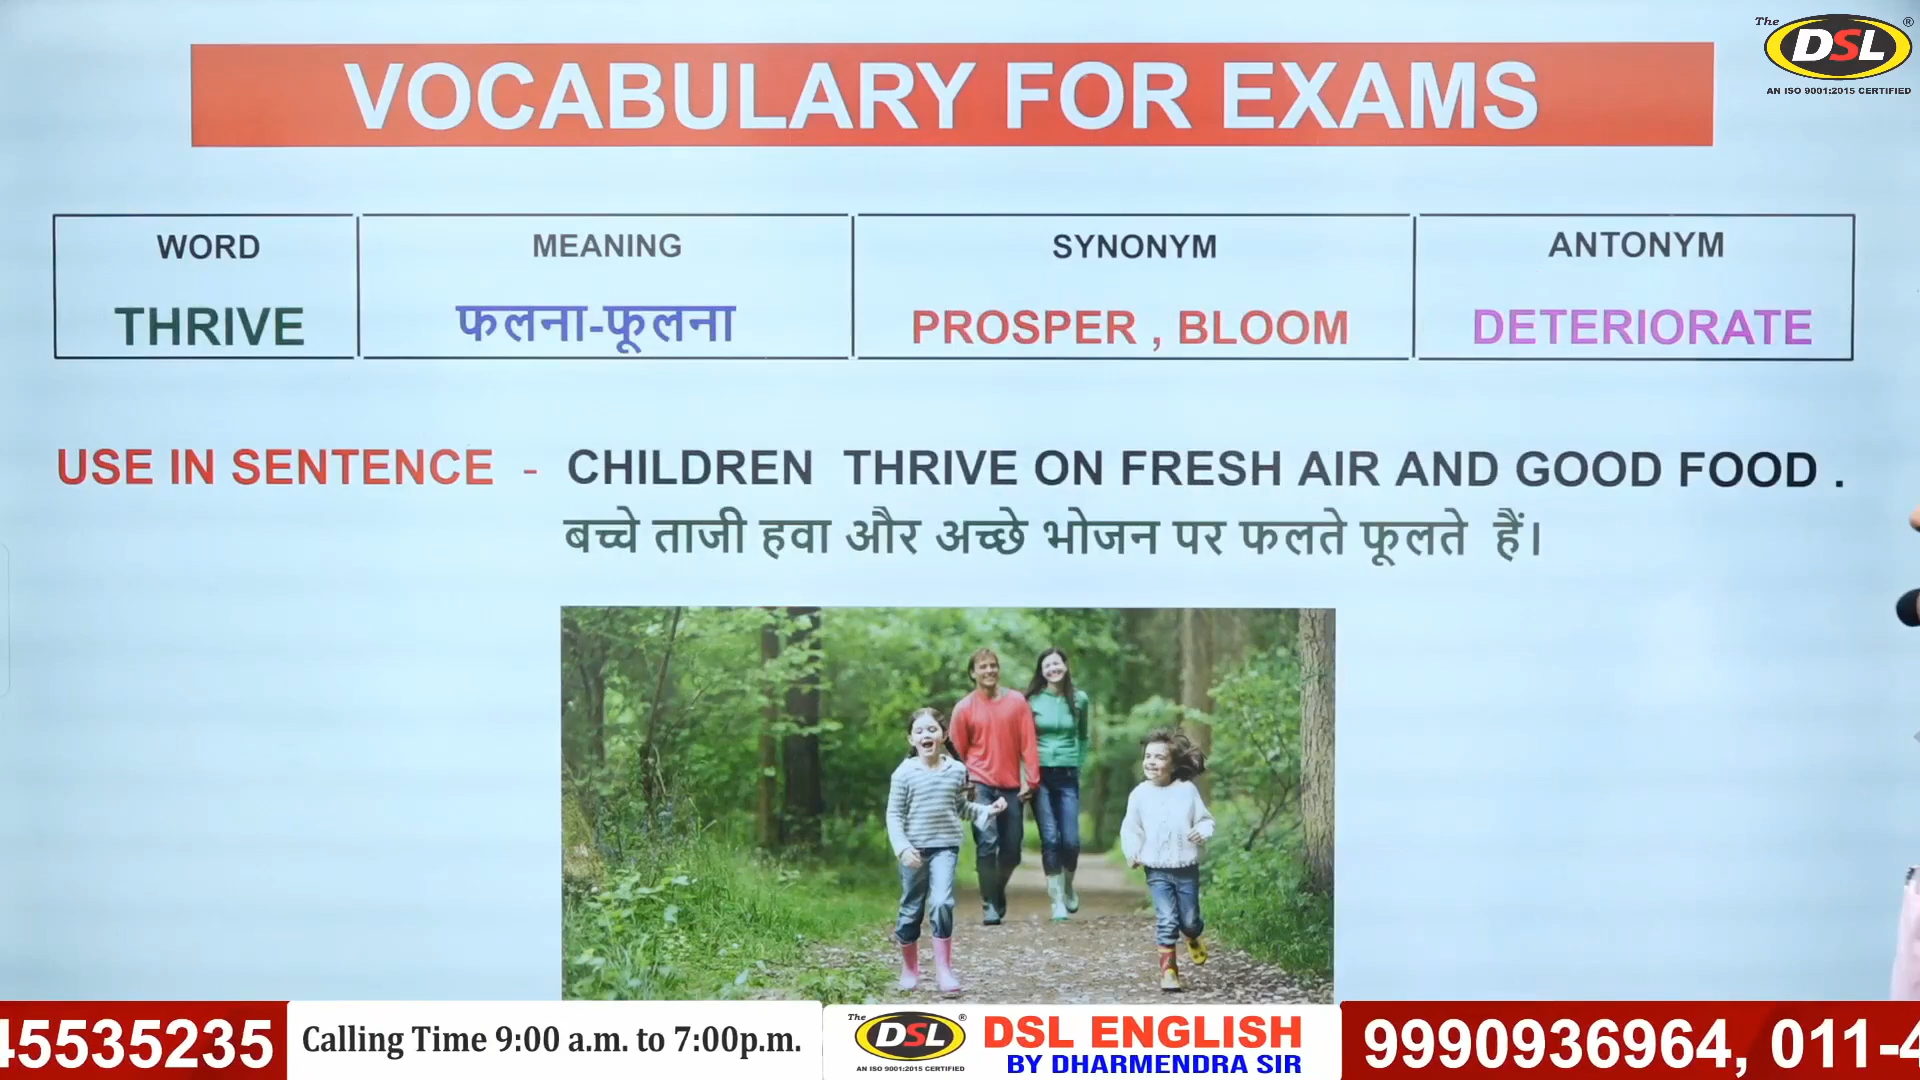 The DSL ®
AN ISO 9001:2015 CERTIFIED
VOCABULARY FOR EXAMS
WORD MEANING SYNONYM ANTONYM
THRIVE फलना-फूलना PROSPER , BLOOM DETERIORATE
USE IN SENTENCE - CHILDREN THRIVE ON FRESH AIR AND GOOD FOOD .
बच्चे ताजी हवा और अच्छे भोजन पर फलते फूलते हैं।
45535235 Calling Time 9:00 a.m. to 7:00p.m. The DSL ® DSL ENGLISH 9990936964, 011-4
AN ISO 9001:2015 CERTIFIED BY DHARMENDRA SIR